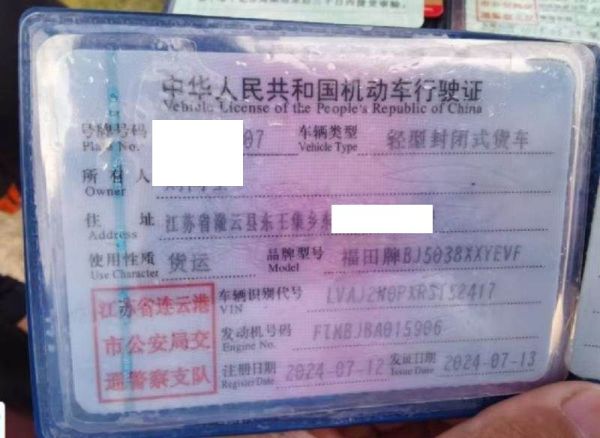 中华人民共和国机动车行驶证
Vehicle License of the People's Republic of China
号牌号码 07 车辆类型 轻型封闭式货车
Plate No. Vehicle Type
所有人
Owner
住址 江苏省灌云县东王集乡东
Address
使用性质 货运 品牌型号 福田牌BJ5038XXYEVF
Use Character Model
江苏省连云港
市公安局交
通警察支队
车辆识别代号
VIN
发动机号码
Engine No.
注册日期 2024-07-12 发证日期 2024-07-13
Register Date Issue Date